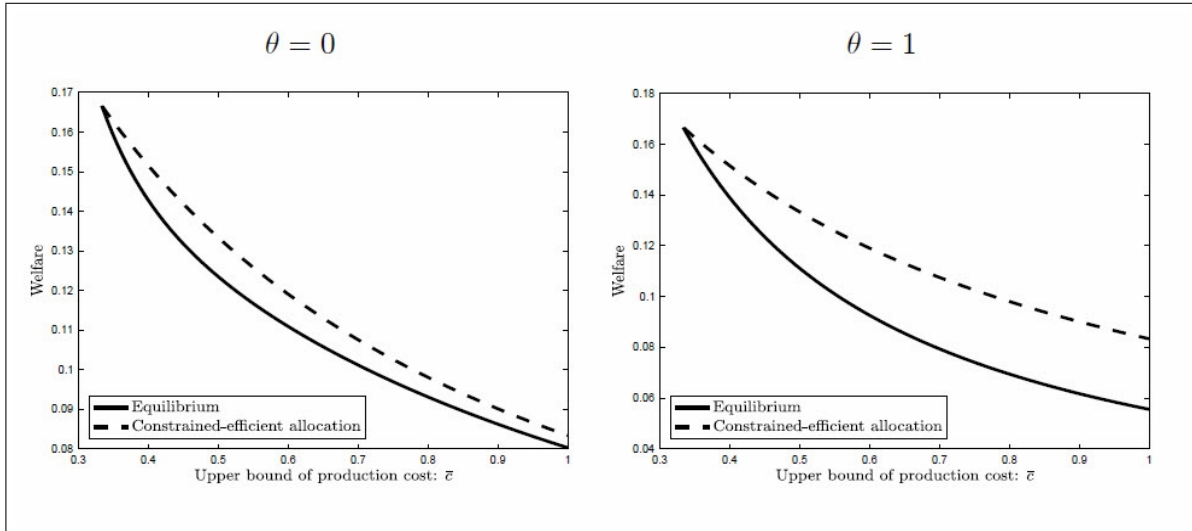 θ = 0
0.17
0.16
0.15
0.14
0.13
0.12
0.11
0.1
0.09
0.08
Welfare
Equilibrium
Constrained-efficient allocation
0.3 0.4 0.5 0.6 0.7 0.8 0.9 1
Upper bound of production cost: c̅
θ = 1
0.18
0.16
0.14
0.12
0.1
0.08
0.06
0.04
Welfare
Equilibrium
Constrained-efficient allocation
0.3 0.4 0.5 0.6 0.7 0.8 0.9 1
Upper bound of production cost: c̅